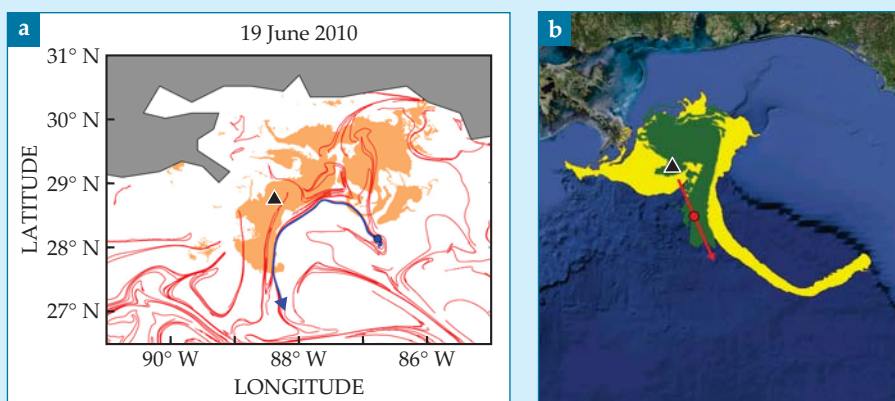 a
19 June 2010
31° N
30° N
29° N
28° N
27° N
LATITUDE
90° W 88° W 86° W
LONGITUDE
b